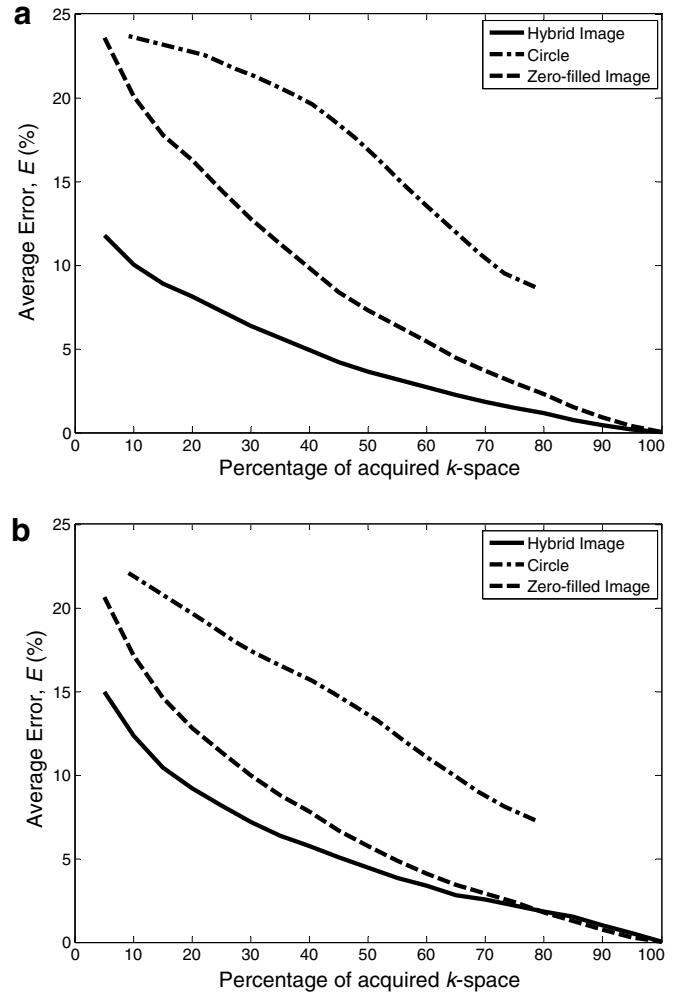 a
25
20
15
10
5
0
Average Error, E (%)
Hybrid Image
Circle
Zero-filled Image
0 10 20 30 40 50 60 70 80 90 100
Percentage of acquired k-space
b
25
20
15
10
5
0
Average Error, E (%)
Hybrid Image
Circle
Zero-filled Image
0 10 20 30 40 50 60 70 80 90 100
Percentage of acquired k-space